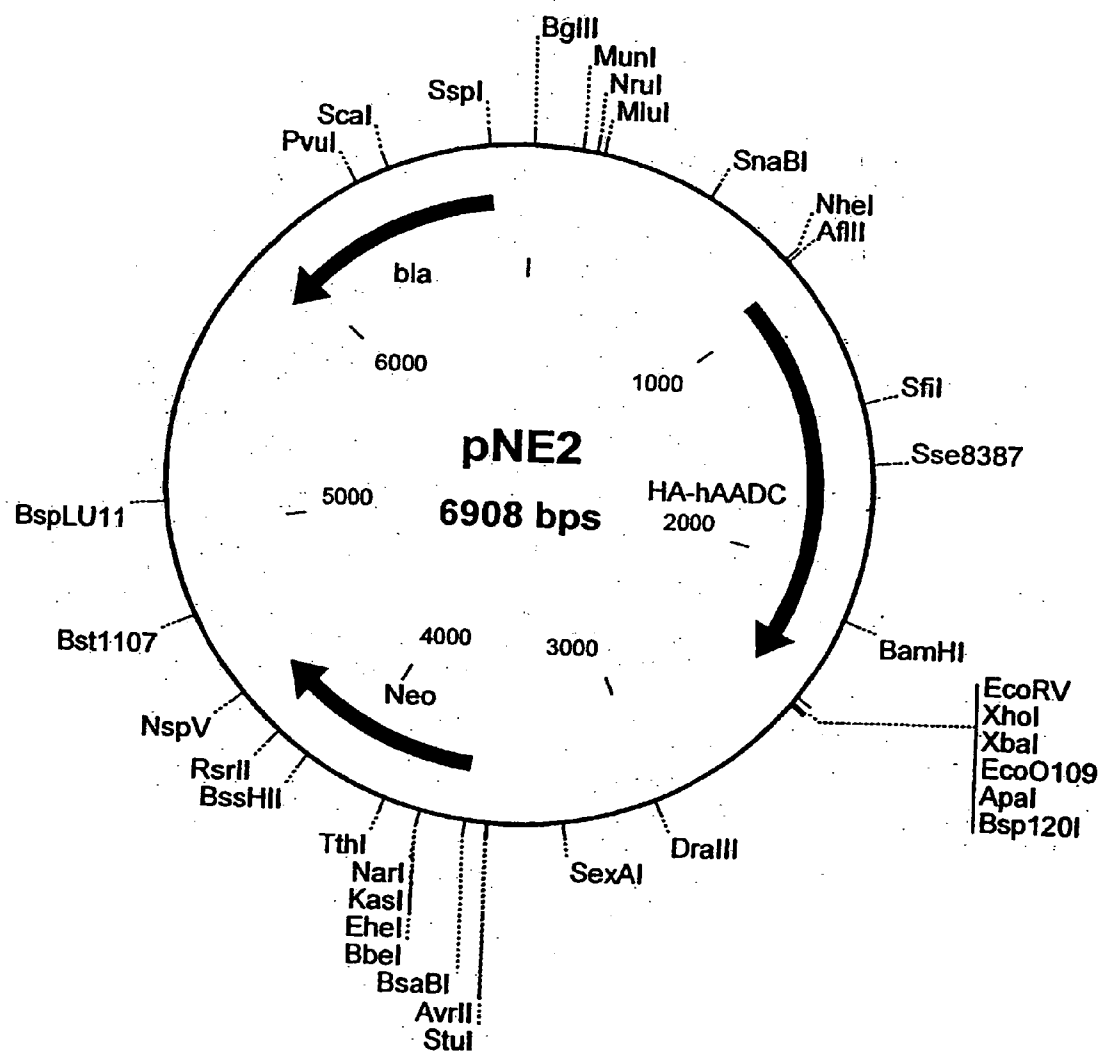 BglII
MunI
NruI
MluI
SspI
ScaI
PvuI
SnaBI
NheI
AflII
bla
6000
1000
SfiI
Sse8387
pNE2
6908 bps
HA-hAADC
2000
5000
BspLU11
Bst1107
4000
3000
Neo
BamHI
EcoRV
XhoI
XbaI
EcoO109
ApaI
Bsp120I
NspV
RsrII
BssHII
TthI
NarI
KasI
EheI
BbeI
BsaBI
AvrII
StuI
SexAI
DraIII